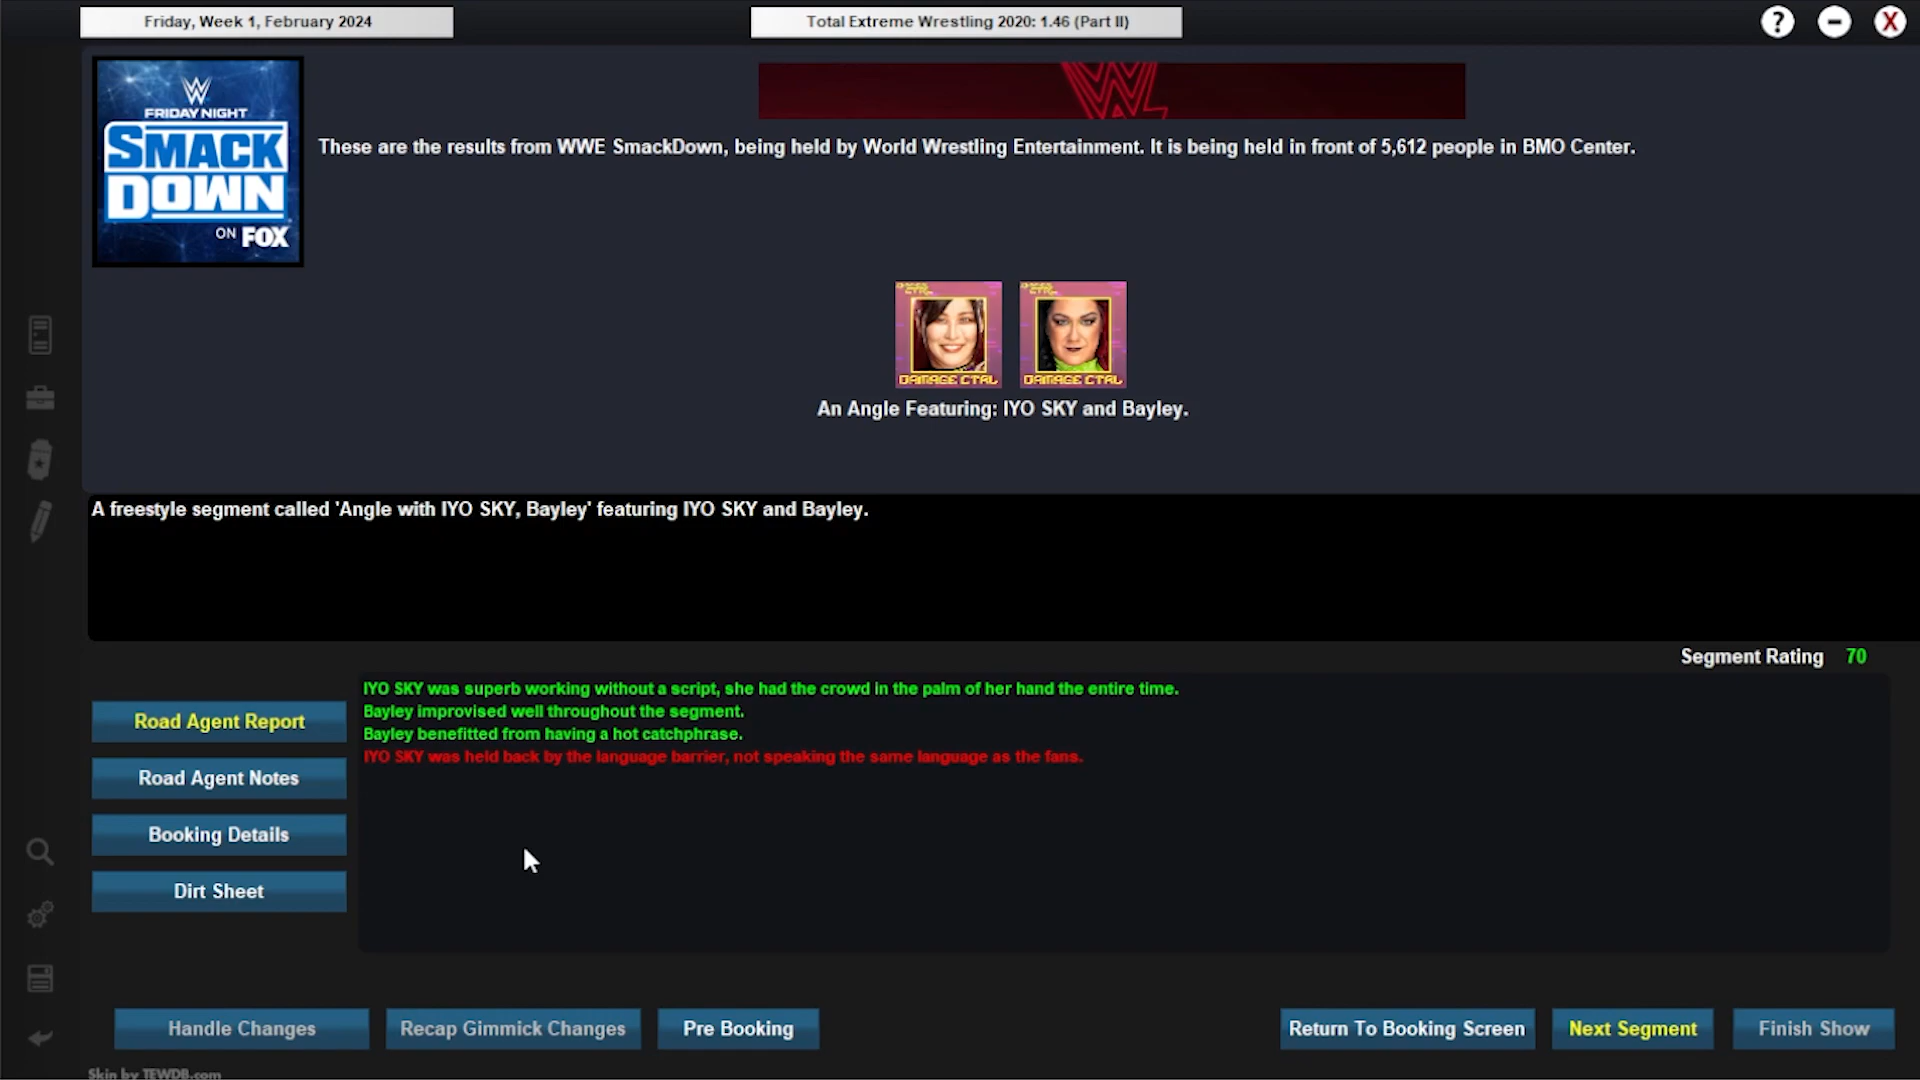 Friday, Week 1, February 2024
Total Extreme Wrestling 2020: 1.46 (Part II)
?
X
FRIDAY NIGHT
SMACK
DOWN
ON FOX
These are the results from WWE SmackDown, being held by World Wrestling Entertainment. It is being held in front of 5,612 people in BMO Center.
DAMAGE CTRL
DAMAGE CTRL
An Angle Featuring: IYO SKY and Bayley.
A freestyle segment called 'Angle with IYO SKY, Bayley' featuring IYO SKY and Bayley.
Segment Rating 70
IYO SKY was superb working without a script, she had the crowd in the palm of her hand the entire time.
Bayley improvised well throughout the segment.
Bayley benefitted from having a hot catchphrase.
IYO SKY was held back by the language barrier, not speaking the same language as the fans.
Road Agent Report
Road Agent Notes
Booking Details
Dirt Sheet
Handle Changes
Recap Gimmick Changes
Pre Booking
Return To Booking Screen
Next Segment
Finish Show
Skin by TEWDB.com